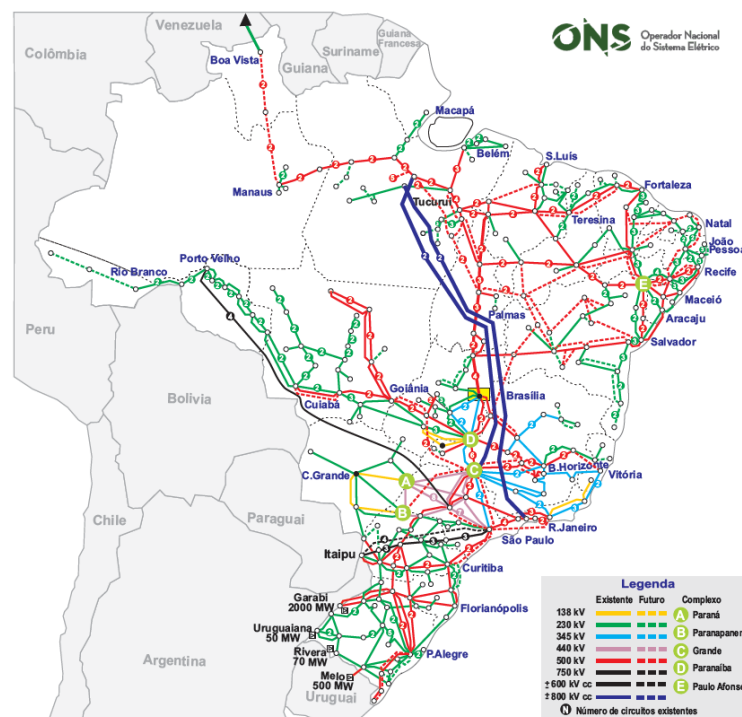 ONS
Operador Nacional
do Sistema Elétrico
Venezuela
Guiana
Francesa
Suriname
Colômbia
Boa Vista
Guiana
Macapá
Belém
S.Luís
Fortaleza
Manaus
Tucuruí
Teresina
Natal
João
Pessoa
Porto Velho
Rio Branco
E
Recife
Maceió
Palmas
Aracaju
Peru
Salvador
Goiânia
Brasília
Bolívia
Cuiabá
D
C.Grande
A
C
B.Horizonte
Vitória
B
Paraguai
Chile
R.Janeiro
São Paulo
Itaipu
Curitiba
Garabi
2000 MW
Florianópolis
Uruguaiana
50 MW
Rivera
70 MW
P.Alegre
Melo
500 MW
Argentina
Uruguai
Legenda
Existente Futuro Complexo
138 kV A Paraná
230 kV
345 kV B Paranapanem
440 kV C Grande
500 kV D Paranaíba
750 kV
±600 kV cc E Paulo Afonso
±800 kV cc
N Número de circuitos existentes